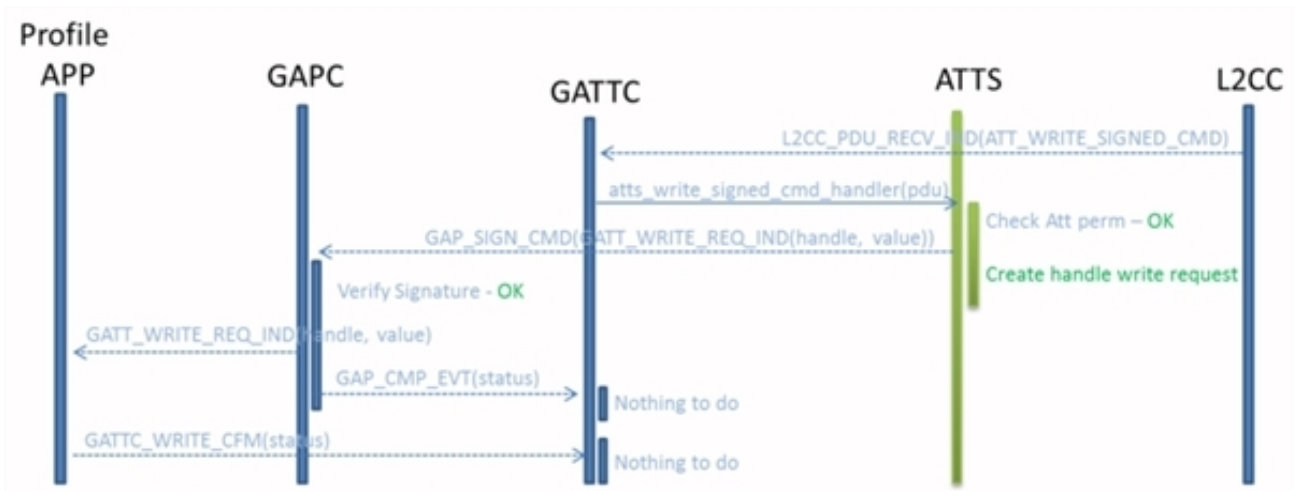 Profile
APP
GAPC
GATTC
ATTS
L2CC
L2CC_PDU_RECV_IND(ATT_WRITE_SIGNED_CMD)
atts_write_signed_cmd_handler(pdu)
Check Att perm – OK
GAP_SIGN_CMD(GATT_WRITE_REQ_IND(handle, value))
Create handle write request
Verify Signature - OK
GATT_WRITE_REQ_IND(handle, value)
GAP_CMP_EVT(status)
Nothing to do
GATTC_WRITE_CFM(status)
Nothing to do